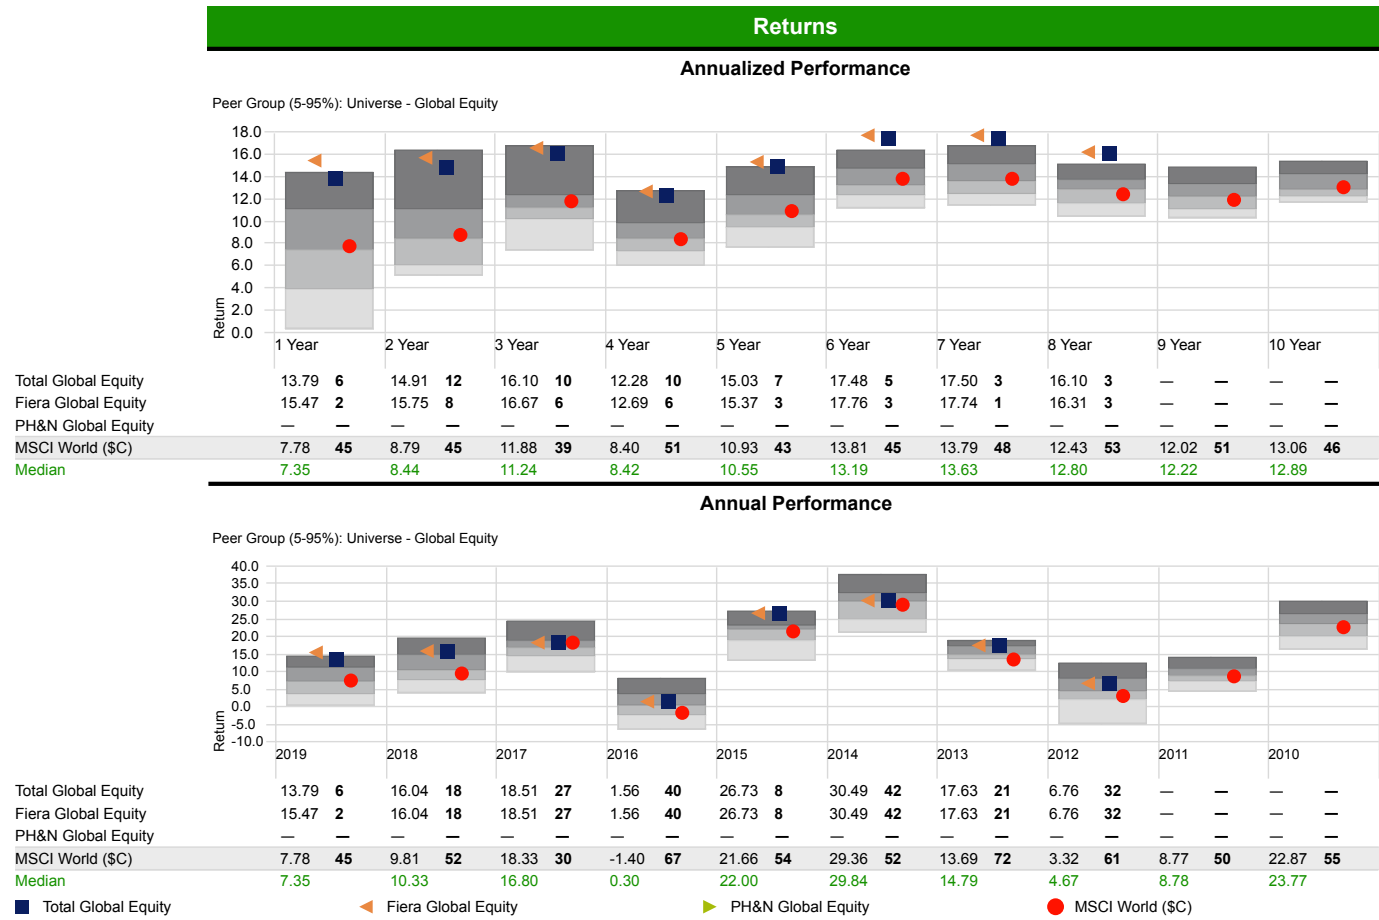 Returns
Annualized Performance
Peer Group (5-95%): Universe - Global Equity
18.0
16.0
14.0
12.0
10.0
8.0
6.0
4.0
2.0
0.0
Return
1 Year 2 Year 3 Year 4 Year 5 Year 6 Year 7 Year 8 Year 9 Year 10 Year
Total Global Equity 13.79 6 14.91 12 16.10 10 12.28 10 15.03 7 17.48 5 17.50 3 16.10 3 — — — —
Fiera Global Equity 15.47 2 15.75 8 16.67 6 12.69 6 15.37 3 17.76 3 17.74 1 16.31 3 — — — —
PH&N Global Equity — — — — — — — — — — — — — — — — — — — —
MSCI World ($C) 7.78 45 8.79 45 11.88 39 8.40 51 10.93 43 13.81 45 13.79 48 12.43 53 12.02 51 13.06 46
Median 7.35 8.44 11.24 8.42 10.55 13.19 13.63 12.80 12.22 12.89
Annual Performance
Peer Group (5-95%): Universe - Global Equity
40.0
35.0
30.0
25.0
20.0
15.0
10.0
5.0
0.0
-5.0
-10.0
Return
2019 2018 2017 2016 2015 2014 2013 2012 2011 2010
Total Global Equity 13.79 6 16.04 18 18.51 27 1.56 40 26.73 8 30.49 42 17.63 21 6.76 32 — — — —
Fiera Global Equity 15.47 2 16.04 18 18.51 27 1.56 40 26.73 8 30.49 42 17.63 21 6.76 32 — — — —
PH&N Global Equity — — — — — — — — — — — — — — — — — — — —
MSCI World ($C) 7.78 45 9.81 52 18.33 30 -1.40 67 21.66 54 29.36 52 13.69 72 3.32 61 8.77 50 22.87 55
Median 7.35 10.33 16.80 0.30 22.00 29.84 14.79 4.67 8.78 23.77
Total Global Equity Fiera Global Equity PH&N Global Equity MSCI World ($C)